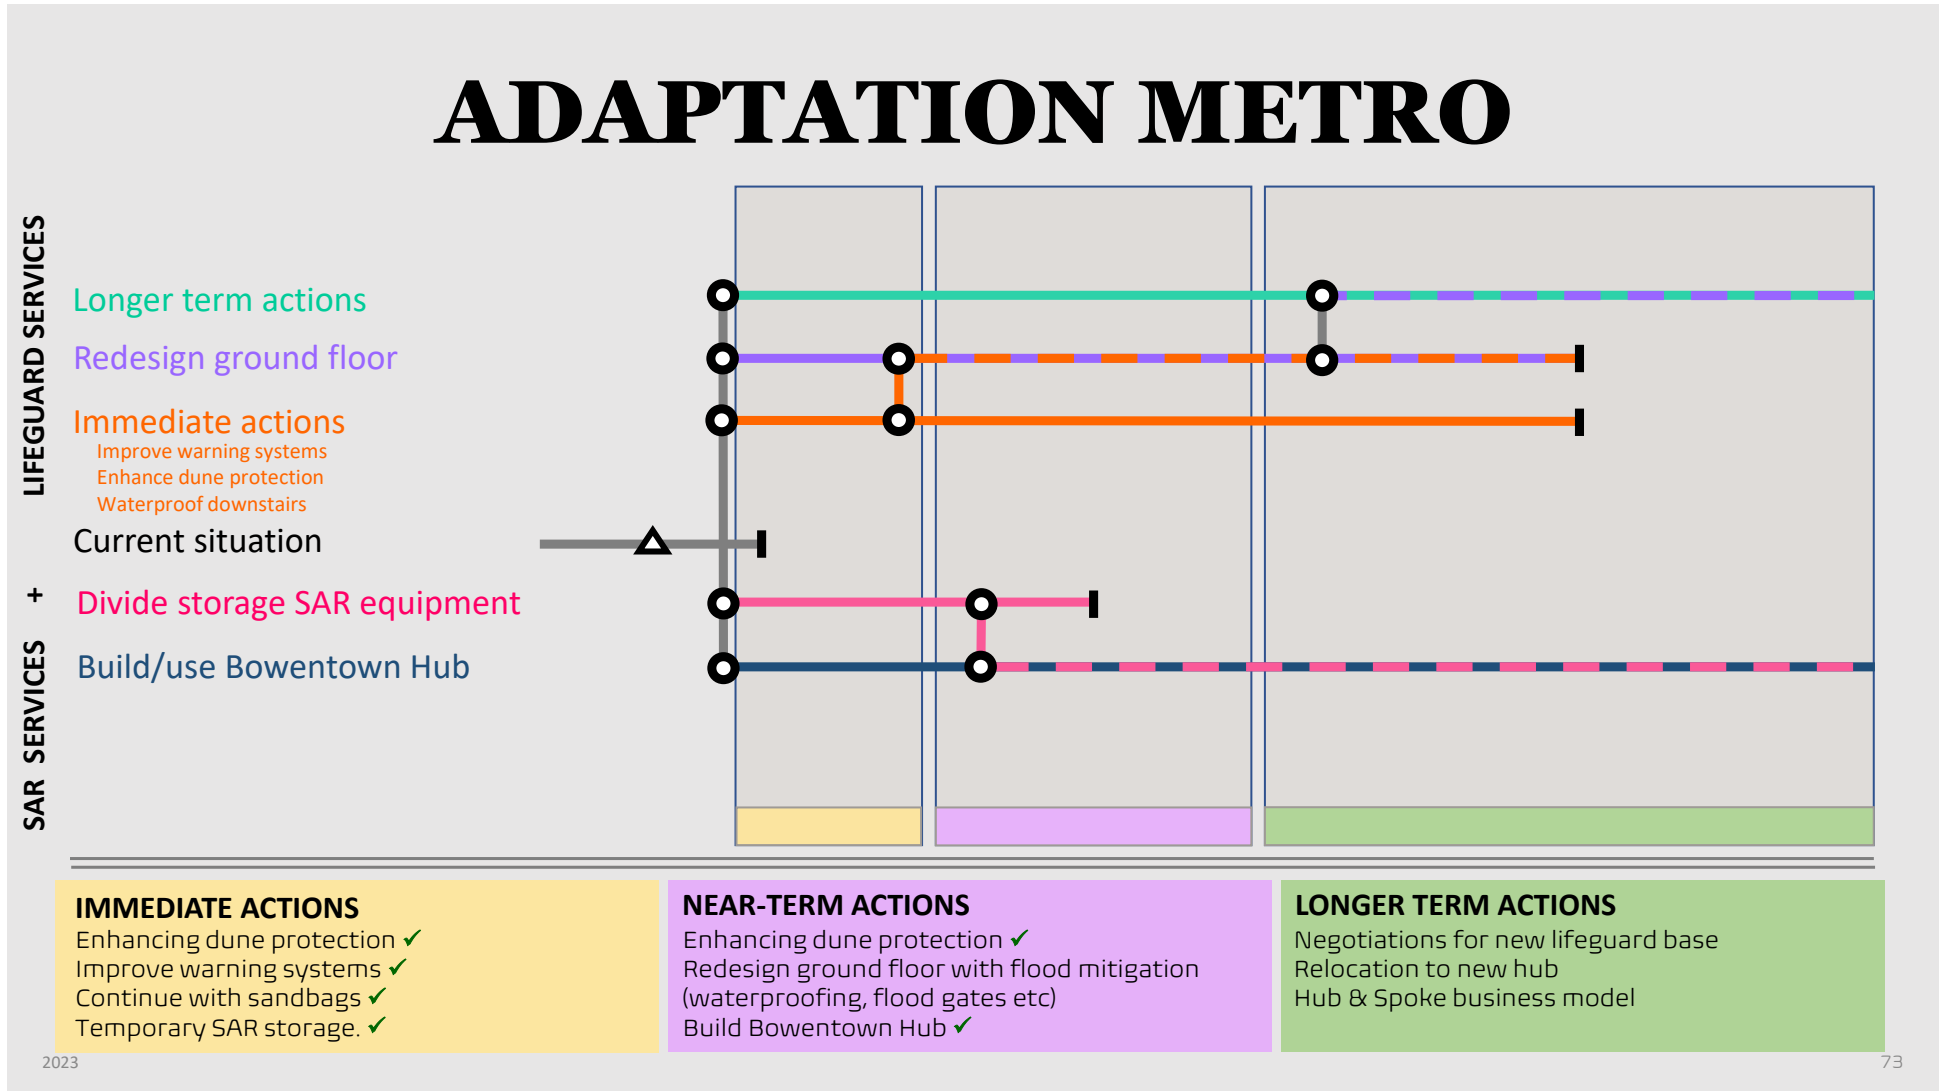 ADAPTATION METRO
LIFEGUARD SERVICES
+
SAR SERVICES
Longer term actions
Redesign ground floor
Immediate actions
Improve warning systems
Enhance dune protection
Waterproof downstairs
Current situation
Divide storage SAR equipment
Build/use Bowentown Hub
IMMEDIATE ACTIONS
Enhancing dune protection ✓
Improve warning systems ✓
Continue with sandbags ✓
Temporary SAR storage. ✓
NEAR-TERM ACTIONS
Enhancing dune protection ✓
Redesign ground floor with flood mitigation
(waterproofing, flood gates etc)
Build Bowentown Hub ✓
LONGER TERM ACTIONS
Negotiations for new lifeguard base
Relocation to new hub
Hub & Spoke business model
2023
73